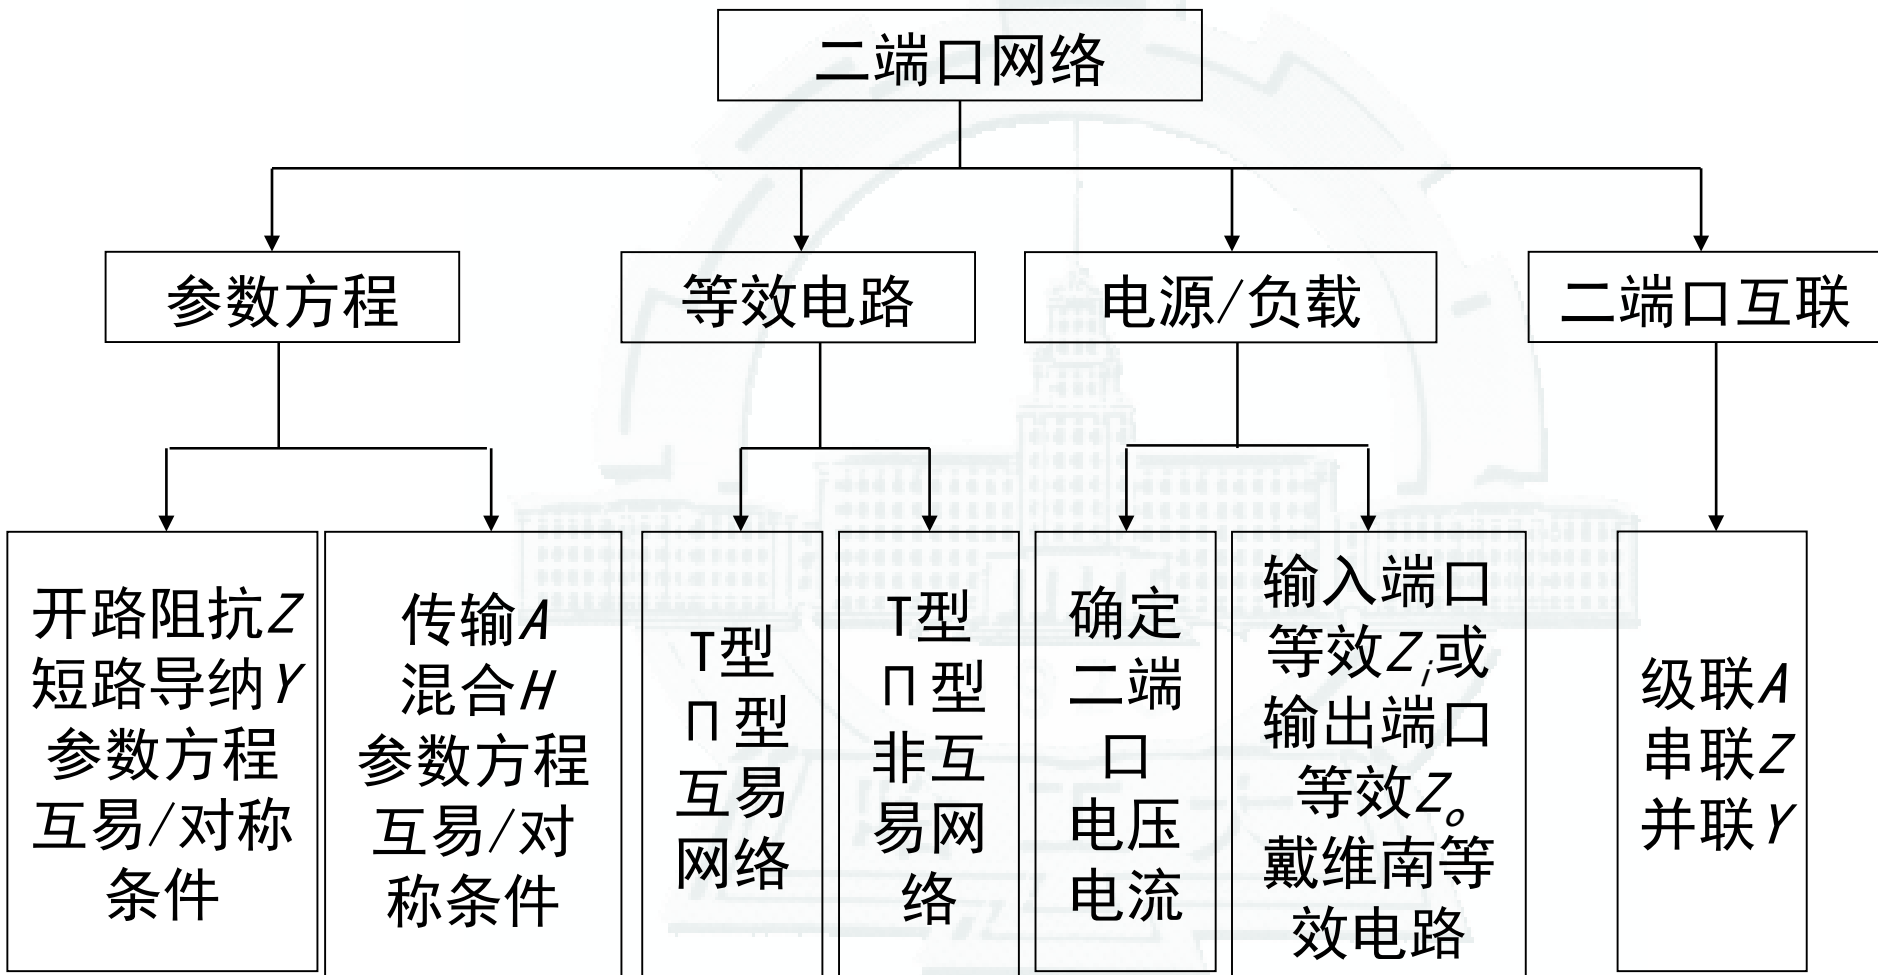 二端口网络
参数方程
等效电路
电源/负载
二端口互联
开路阻抗Z
短路导纳Y
参数方程
互易/对称
条件
传输A
混合H
参数方程
互易/对
称条件
T型
П型
互易
网络
T型
П型
非互
易网
络
确定
二端
口
电压
电流
输入端口
等效Zi或
输出端口
等效Zo
戴维南等
效电路
级联A
串联Z
并联Y